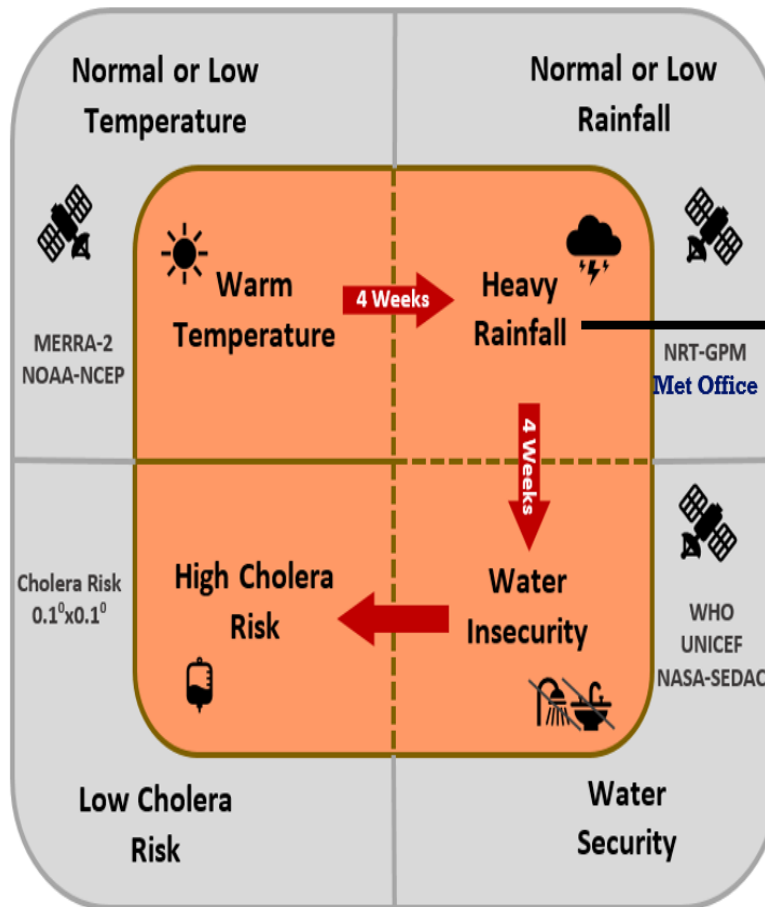 Normal or Low
Temperature
Normal or Low
Rainfall
Warm
Temperature
4 Weeks
Heavy
Rainfall
MERRA-2
NOAA-NCEP
NRT-GPM
Met Office
4 Weeks
Cholera Risk
0.1⁰x0.1⁰
High Cholera
Risk
Water
Insecurity
WHO
UNICEF
NASA-SEDAC
Low Cholera
Risk
Water
Security